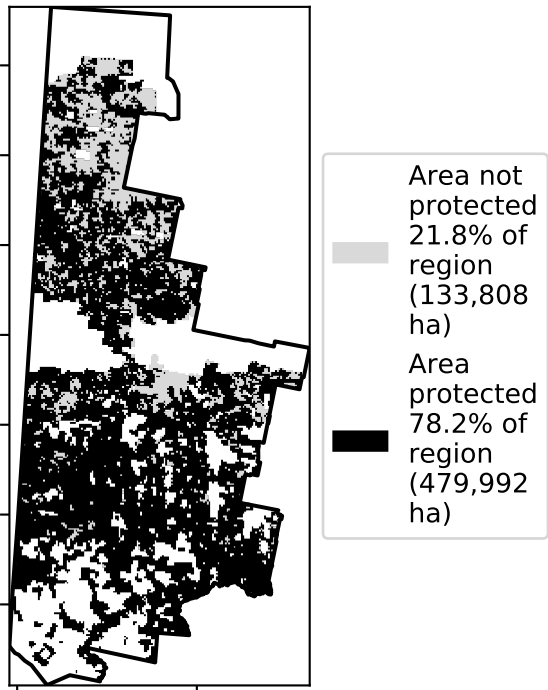 Area not
protected
21.8% of
region
(133,808
ha)
Area
protected
78.2% of
region
(479,992
ha)